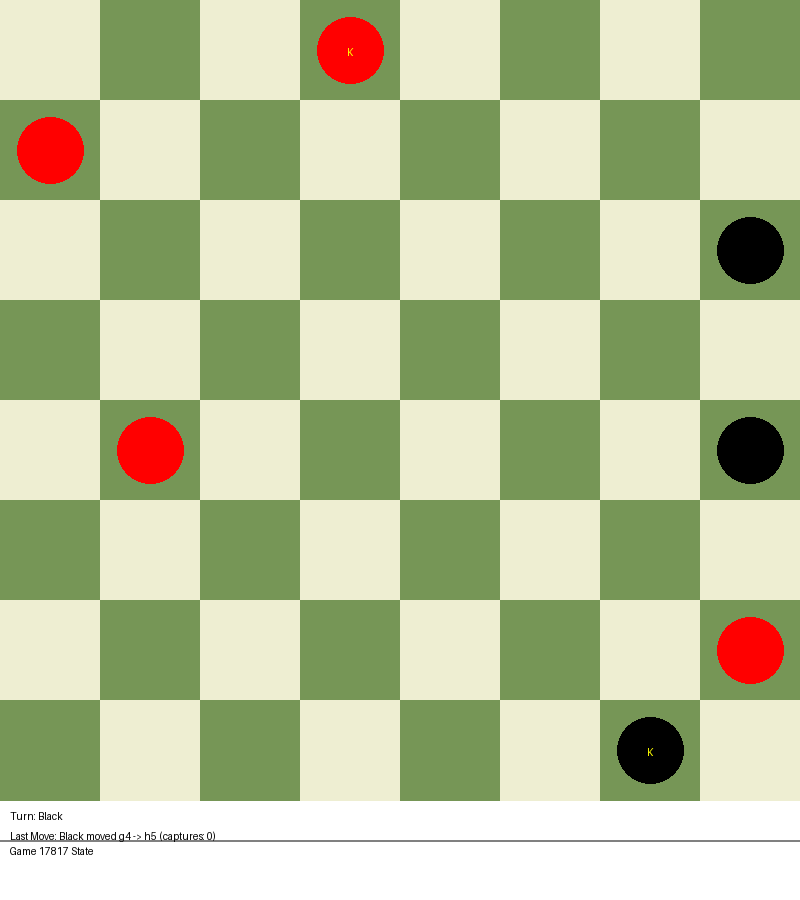 K
K
Turn: Black
Last Move: Black moved g4 -> h5 (captures: 0)
Game 17817 State